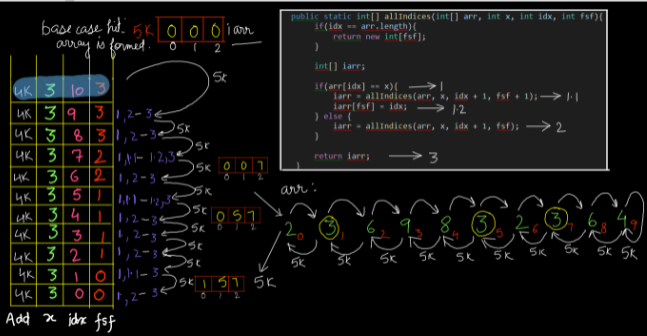 base case hit. 5K 0 0 0 iarr
array is formed. 0 1 2
5K
4K 3 10 3
4K 3 9 3 1, 2-3 5K
4K 3 8 3 1, 2-3 5K
4K 3 7 2 1, 1.1-1.2, 3 5K 0 0 7
0 1 2
4K 3 6 2 1, 2-3 5K
4K 3 5 1 1, 1.1-1.2, 3 5K 0 5 7
0 1 2
4K 3 4 1 1, 2-3 5K
4K 3 3 1 1, 2-3 5K
4K 3 2 1 1, 2-3 5K
4K 3 1 0 1, 1.1-3 5K 1 5 7
0 1 2
4K 3 0 0 1, 2-3 5K
Add x idx fsf
public static int[] allIndices(int[] arr, int x, int idx, int fsf){
if(idx == arr.length){
return new int[fsf];
}
int[] iarr;
if(arr[idx] == x){ → 1
iarr = allIndices(arr, x, idx + 1, fsf + 1); → 1.1
iarr[fsf] = idx; → 1.2
} else {
iarr = allIndices(arr, x, idx + 1, fsf); → 2
}
return iarr; → 3
}
arr:
2 0 3 1 6 2 9 3 8 4 3 5 2 6 3 7 6 8 4 9
5K 5K 5K 5K 5K 5K 5K 5K 5K 5K